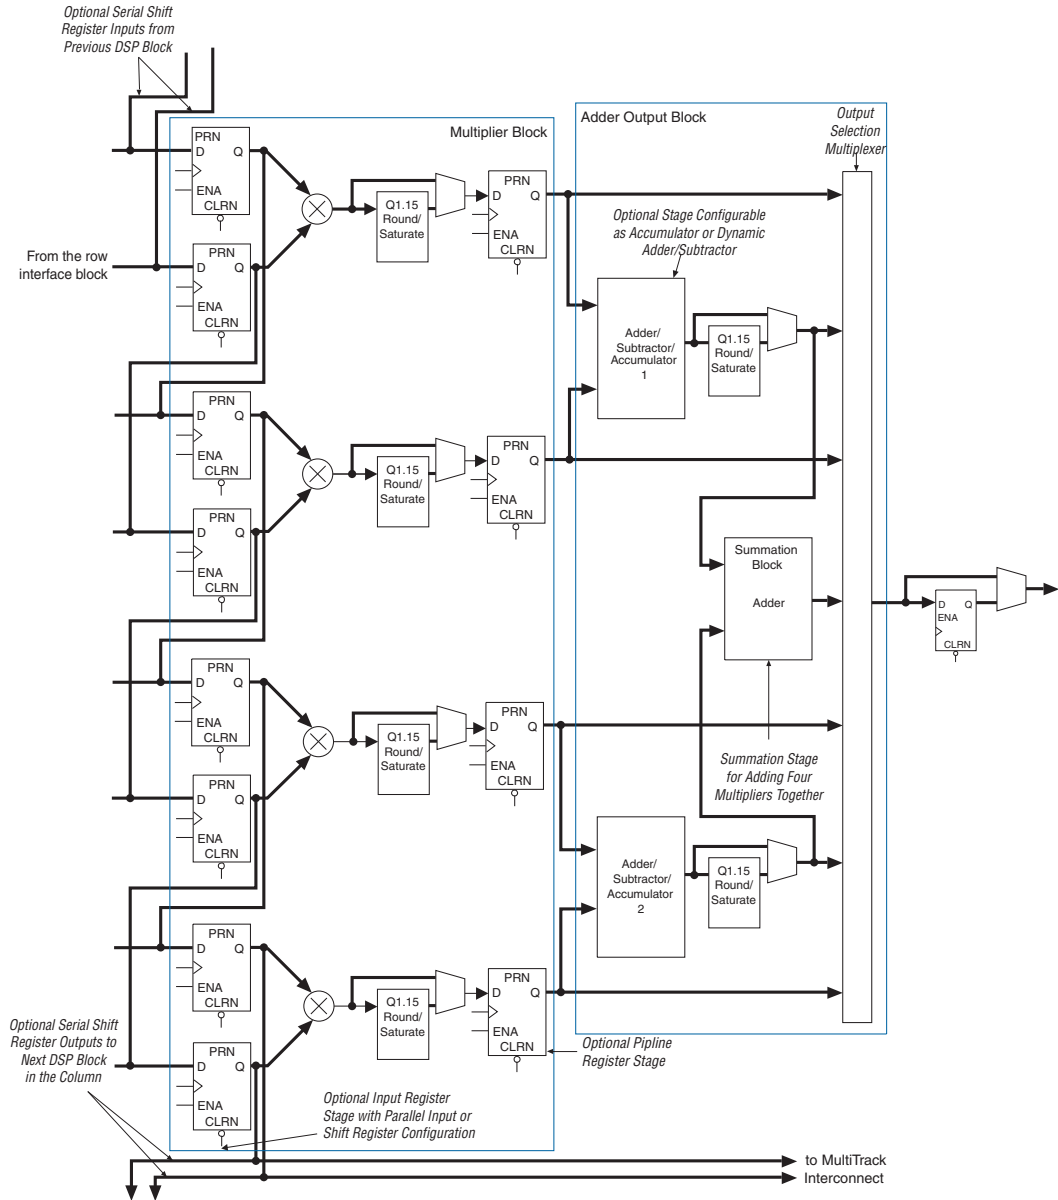 Optional Serial Shift
Register Inputs from
Previous DSP Block
Multiplier Block
Adder Output Block
Output
Selection
Multiplexer
PRN
D Q
ENA
CLRN
Q1.15
Round/
Saturate
PRN
D Q
ENA
CLRN
From the row
interface block
PRN
D Q
ENA
CLRN
Optional Stage Configurable
as Accumulator or Dynamic
Adder/Subtractor
Adder/
Subtractor/
Accumulator
1
Q1.15
Round/
Saturate
PRN
D Q
ENA
CLRN
Q1.15
Round/
Saturate
PRN
D Q
ENA
CLRN
PRN
D Q
ENA
CLRN
Summation
Block
Adder
D Q
ENA
CLRN
PRN
D Q
ENA
CLRN
Q1.15
Round/
Saturate
PRN
D Q
ENA
CLRN
Summation Stage
for Adding Four
Multipliers Together
PRN
D Q
ENA
CLRN
Adder/
Subtractor/
Accumulator
2
Q1.15
Round/
Saturate
PRN
D Q
ENA
CLRN
Q1.15
Round/
Saturate
PRN
D Q
ENA
CLRN
Optional Serial Shift
Register Outputs to
Next DSP Block
in the Column
PRN
D Q
ENA
CLRN
Optional Pipline
Register Stage
Optional Input Register
Stage with Parallel Input or
Shift Register Configuration
to MultiTrack
Interconnect